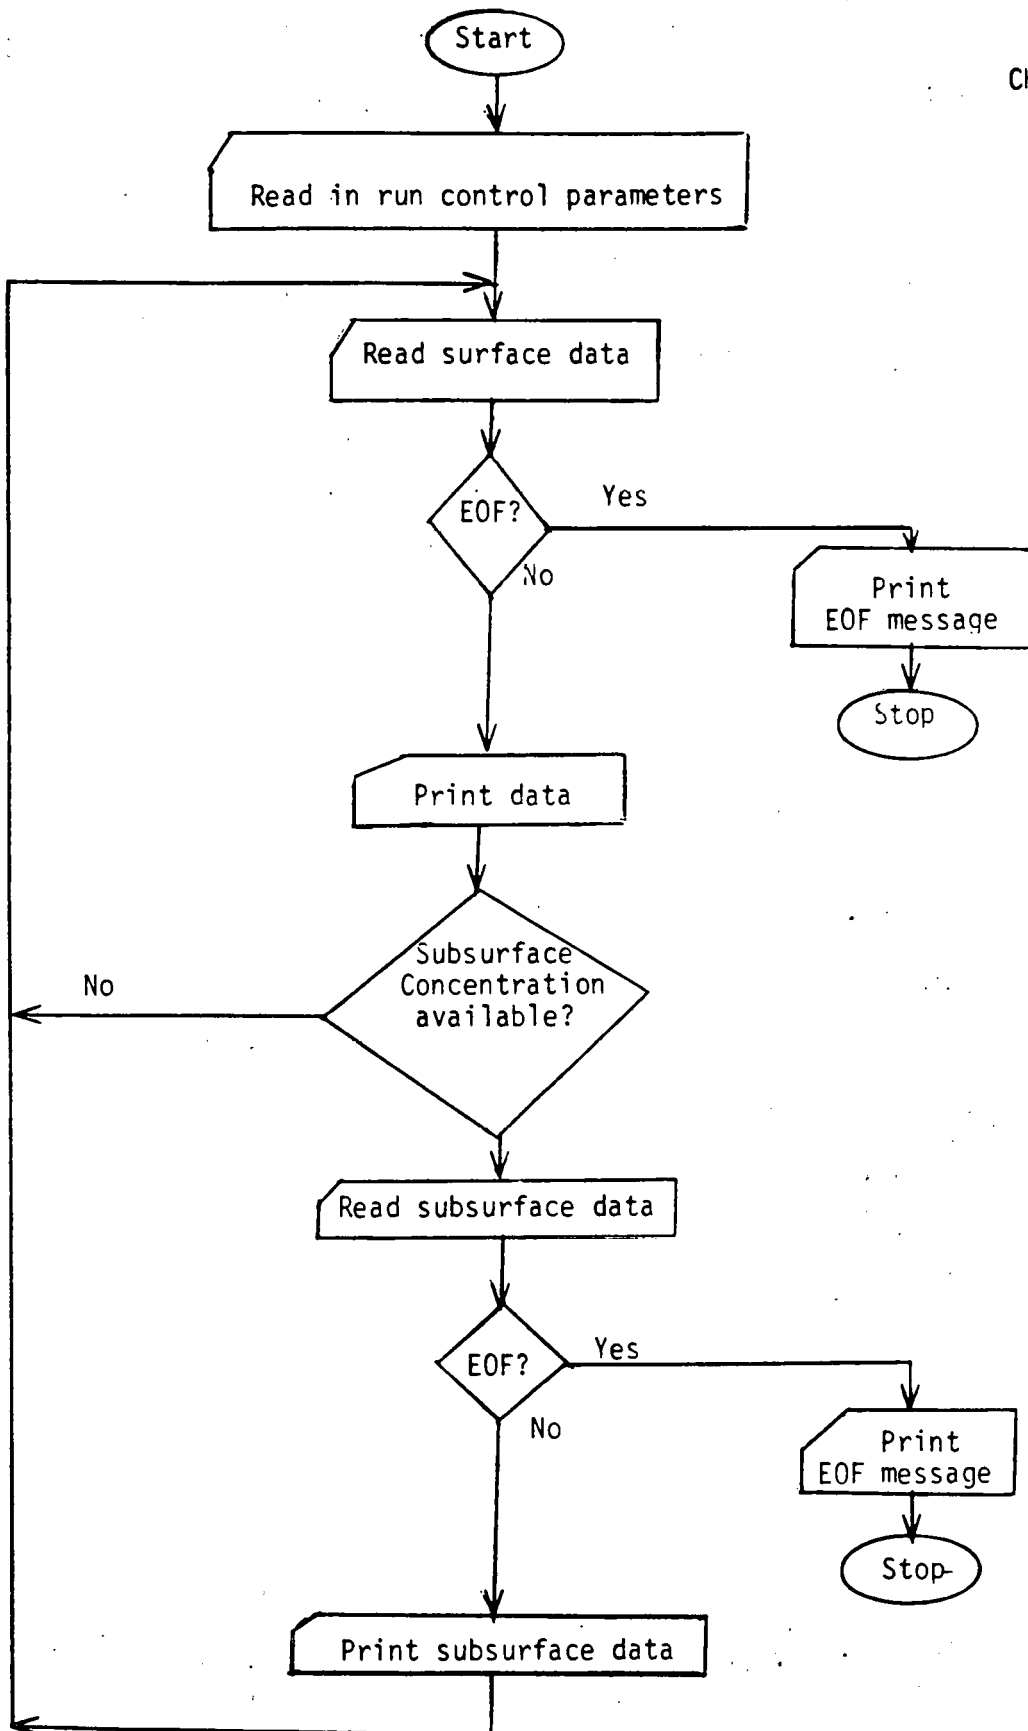 Start
Read in run control parameters
Read surface data
EOF?
Yes
No
Print
EOF message
Stop
Print data
Subsurface
Concentration
available?
No
Read subsurface data
EOF?
Yes
No
Print
EOF message
Stop
Print subsurface data